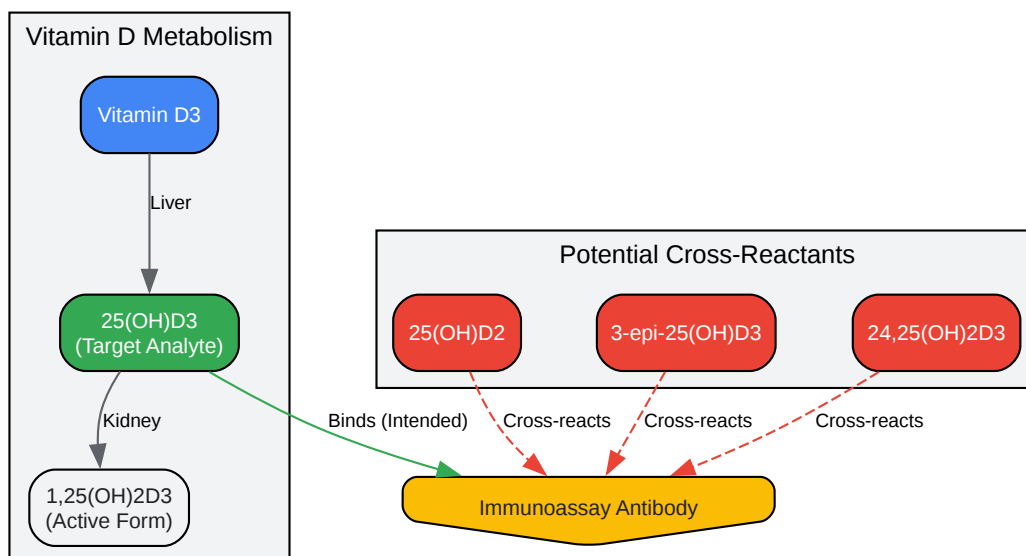 Vitamin D Metabolism
Vitamin D3
Liver
25(OH)D3
(Target Analyte)
Kidney
1,25(OH)2D3
(Active Form)
Potential Cross-Reactants
25(OH)D2
3-epi-25(OH)D3
24,25(OH)2D3
Binds (Intended)
Cross-reacts
Cross-reacts
Cross-reacts
Immunoassay Antibody